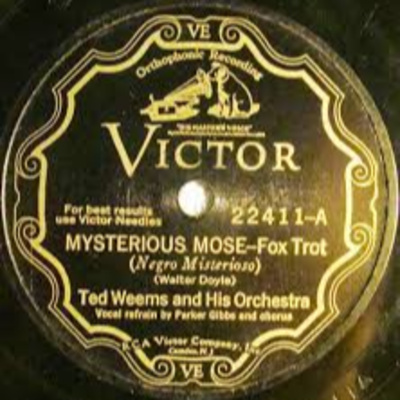 VE
Orthophonic Recording
"HIS MASTER'S VOICE"
VICTOR
For best results
use Victor Needles
22411-A
MYSTERIOUS MOSE-Fox Trot
(Negro Misterioso)
(Walter Doyle)
Ted Weems and His Orchestra
Vocal refrain by Parker Gibbs and chorus
RCA Victor Company, Inc.
Camden, N.J.
VE